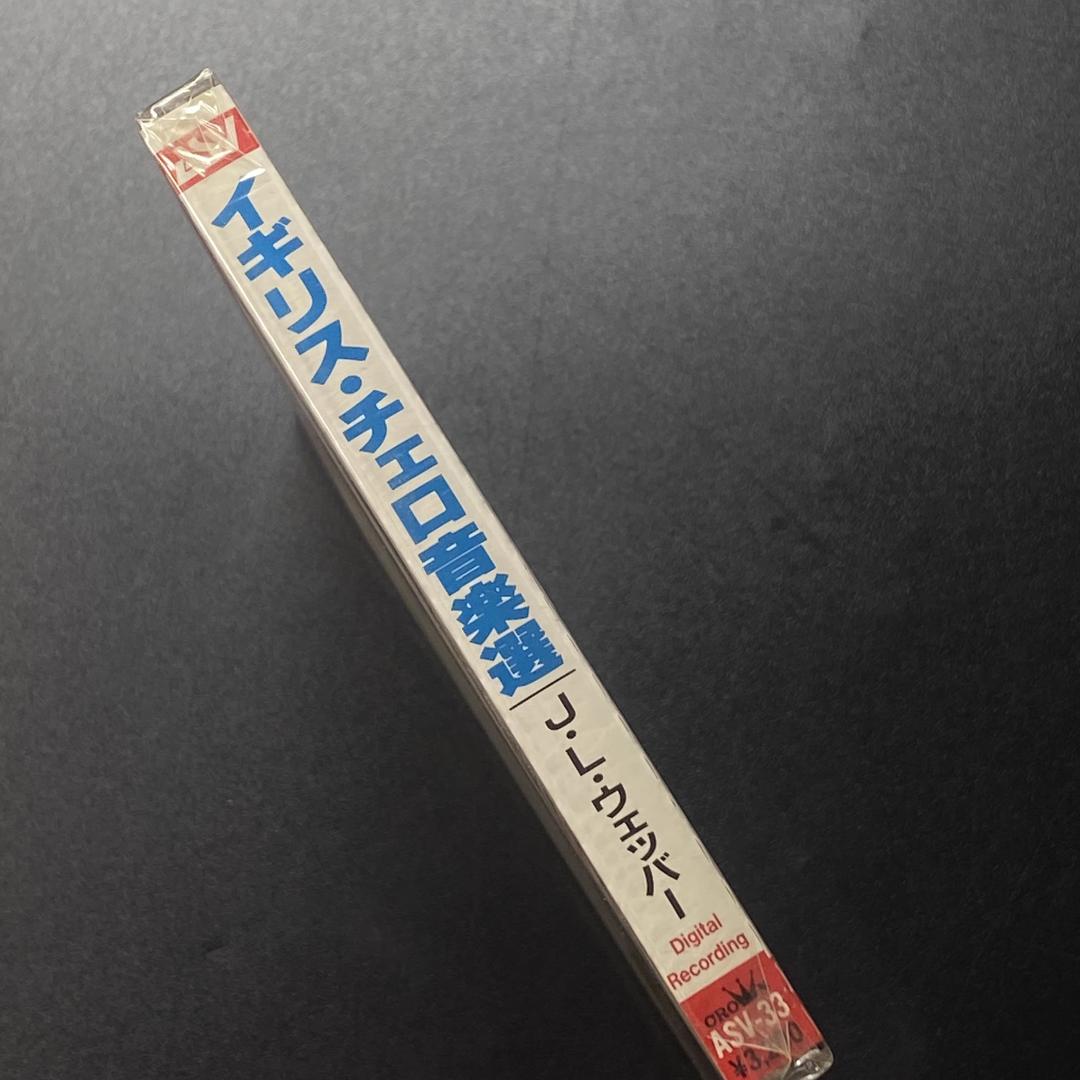 ASV
イギリス・チェロ音楽選
J・L・ウェッバー
Digital
Recording
CROWN
ASV-33